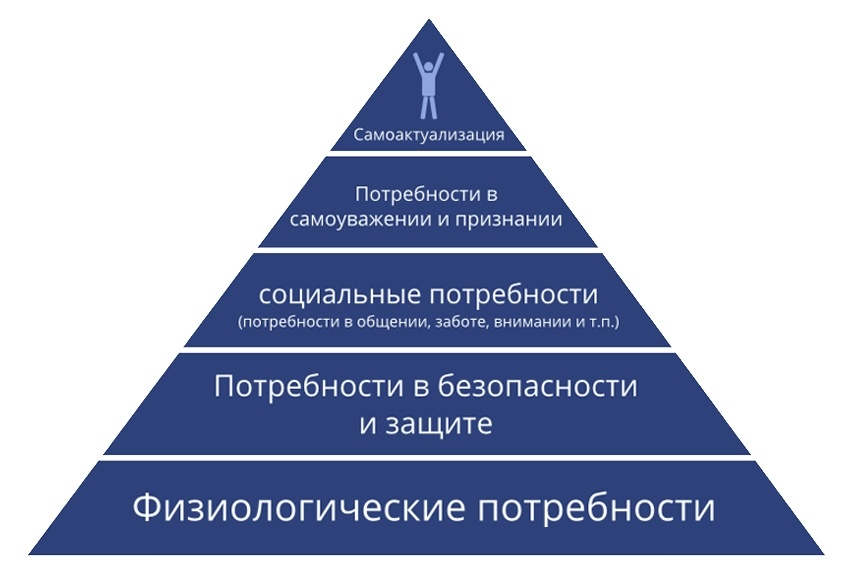 Самоактуализация
Потребности в
самоуважении и признании
социальные потребности
(потребности в общении, заботе, внимании и т.п.)
Потребности в безопасности
и защите
Физиологические потребности